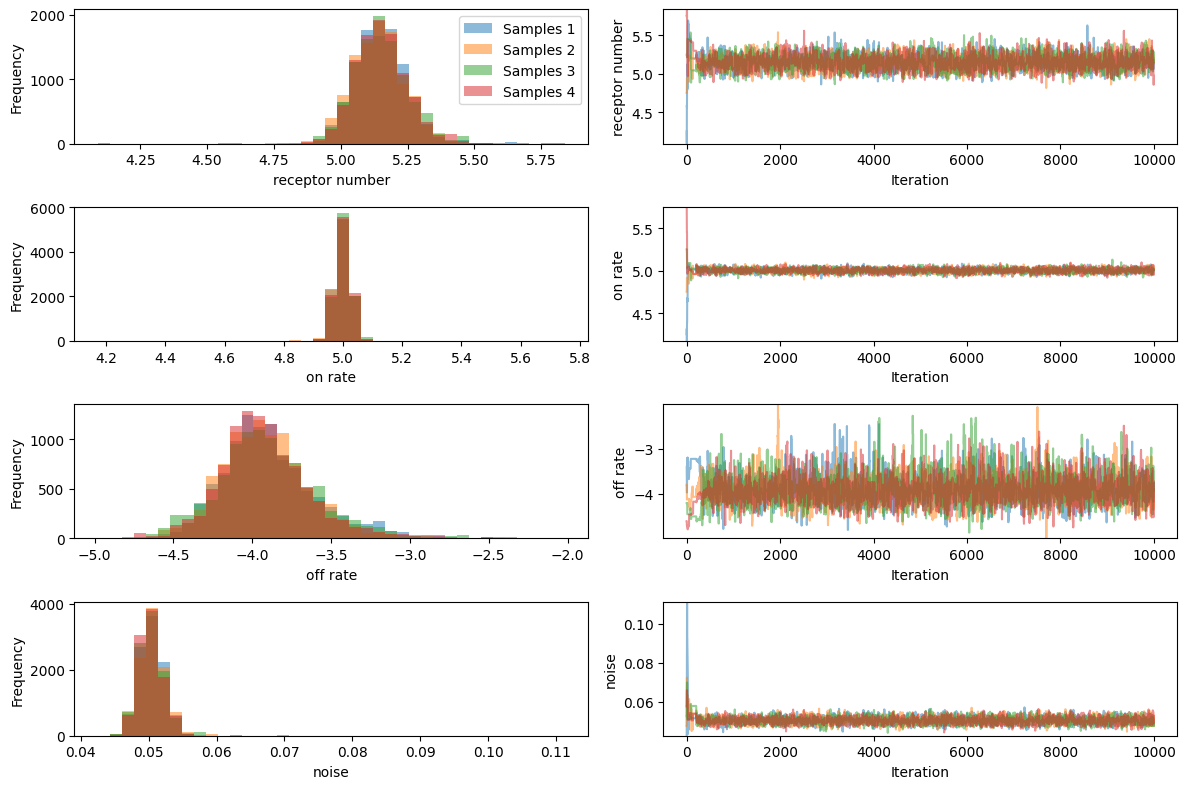 2000
1000
0
Frequency
Samples 1
Samples 2
Samples 3
Samples 4
4.25 4.50 4.75 5.00 5.25 5.50 5.75
receptor number
5.5
5.0
4.5
receptor number
0 2000 4000 6000 8000 10000
Iteration
6000
4000
2000
0
Frequency
4.2 4.4 4.6 4.8 5.0 5.2 5.4 5.6 5.8
on rate
5.5
5.0
4.5
on rate
0 2000 4000 6000 8000 10000
Iteration
1000
500
0
Frequency
−5.0 −4.5 −4.0 −3.5 −3.0 −2.5 −2.0
off rate
−3
−4
off rate
0 2000 4000 6000 8000 10000
Iteration
4000
2000
0
Frequency
0.04 0.05 0.06 0.07 0.08 0.09 0.10 0.11
noise
0.10
0.08
0.06
noise
0 2000 4000 6000 8000 10000
Iteration